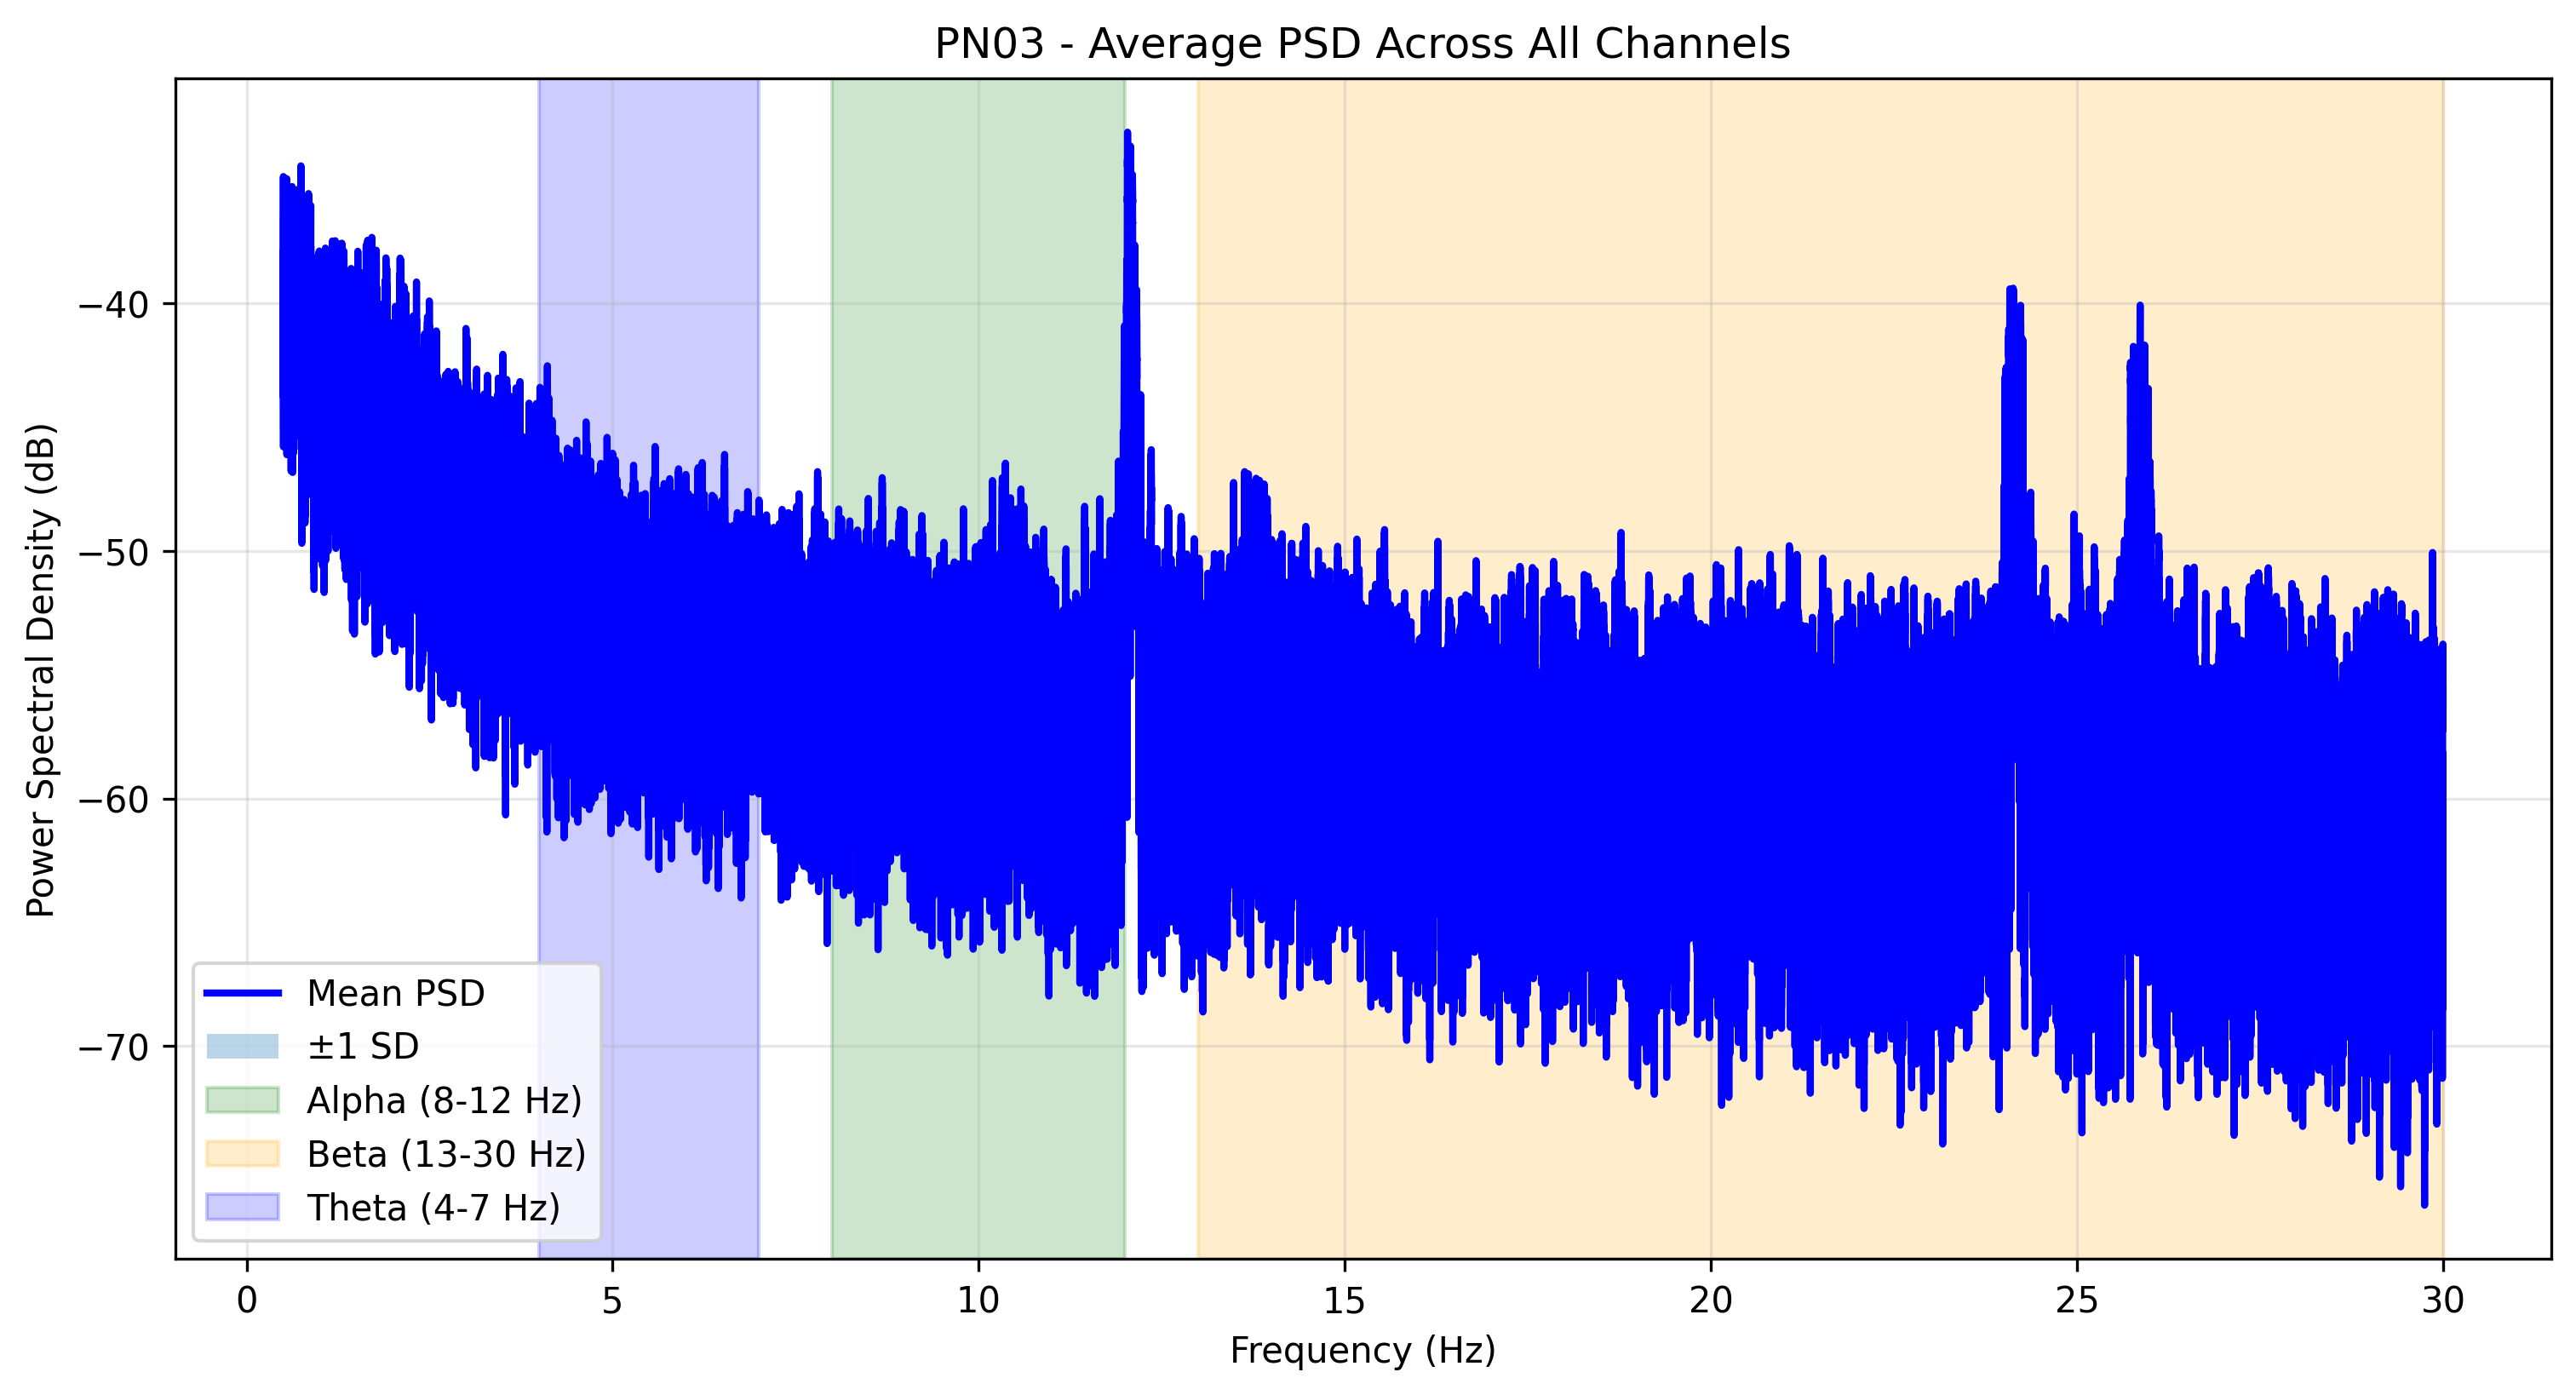 PN03 - Average PSD Across All Channels
Power Spectral Density (dB)
−40
−50
−60
−70
Mean PSD
±1 SD
Alpha (8-12 Hz)
Beta (13-30 Hz)
Theta (4-7 Hz)
0 5 10 15 20 25 30
Frequency (Hz)